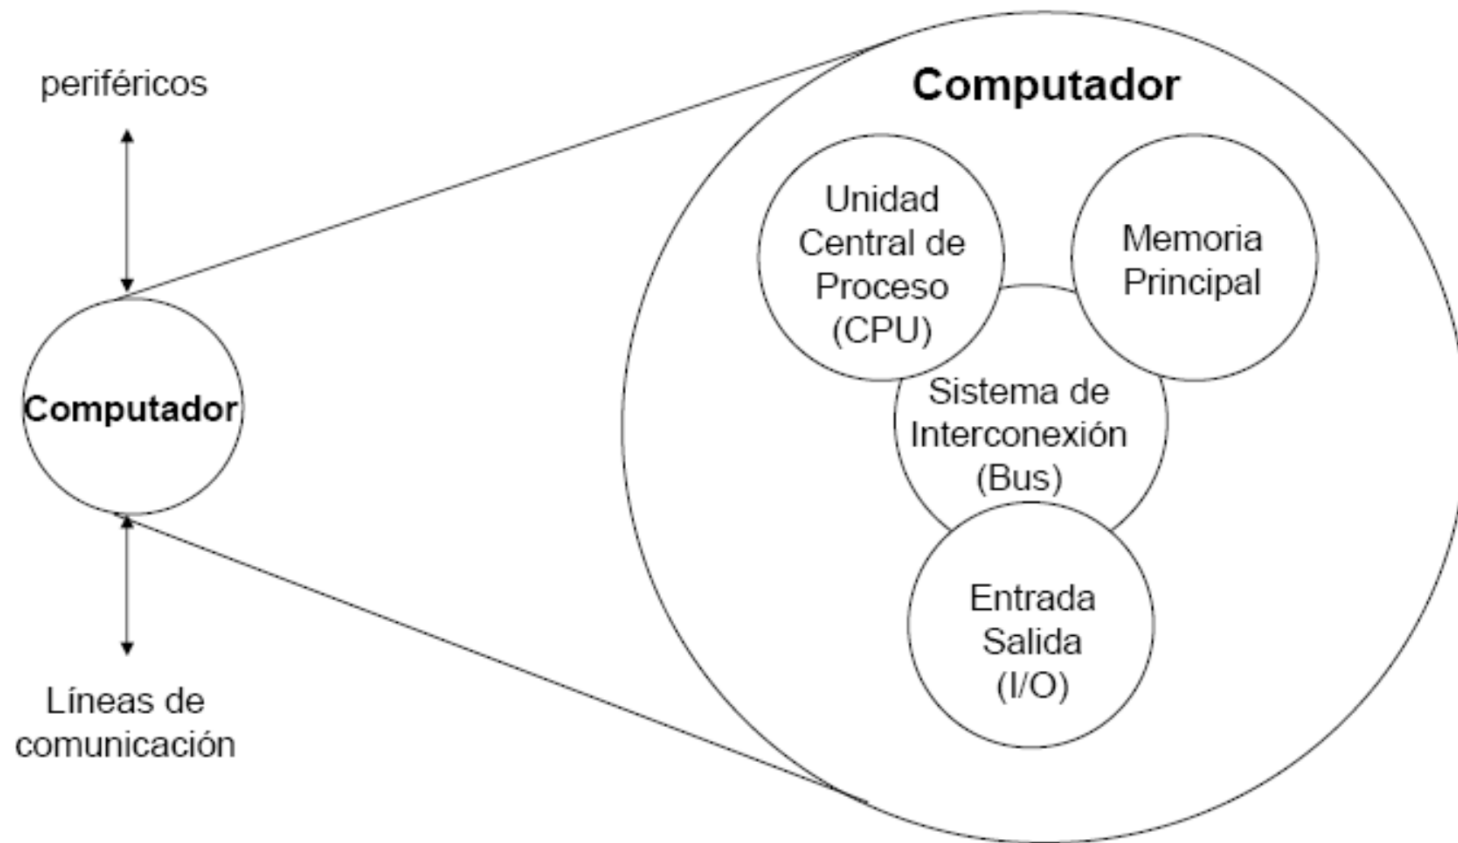 periféricos
Computador
Líneas de
comunicación
Computador
Unidad
Central de
Proceso
(CPU)
Memoria
Principal
Sistema de
Interconexión
(Bus)
Entrada
Salida
(I/O)